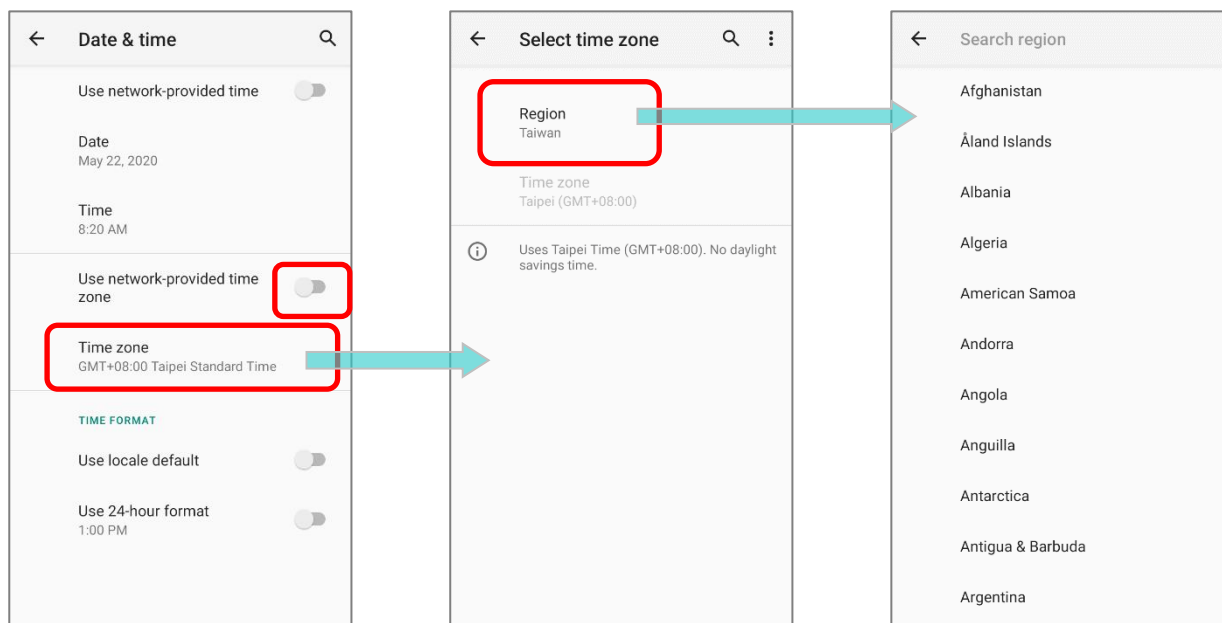 Date & time
Use network-provided time
Date
May 22, 2020
Time
8:20 AM
Use network-provided time
zone
Time zone
GMT+08:00 Taipei Standard Time
TIME FORMAT
Use locale default
Use 24-hour format
1:00 PM
Select time zone
Region
Taiwan
Time zone
Taipei (GMT+08:00)
Uses Taipei Time (GMT+08:00). No daylight
savings time.
Search region
Afghanistan
Åland Islands
Albania
Algeria
American Samoa
Andorra
Angola
Anguilla
Antarctica
Antigua & Barbuda
Argentina